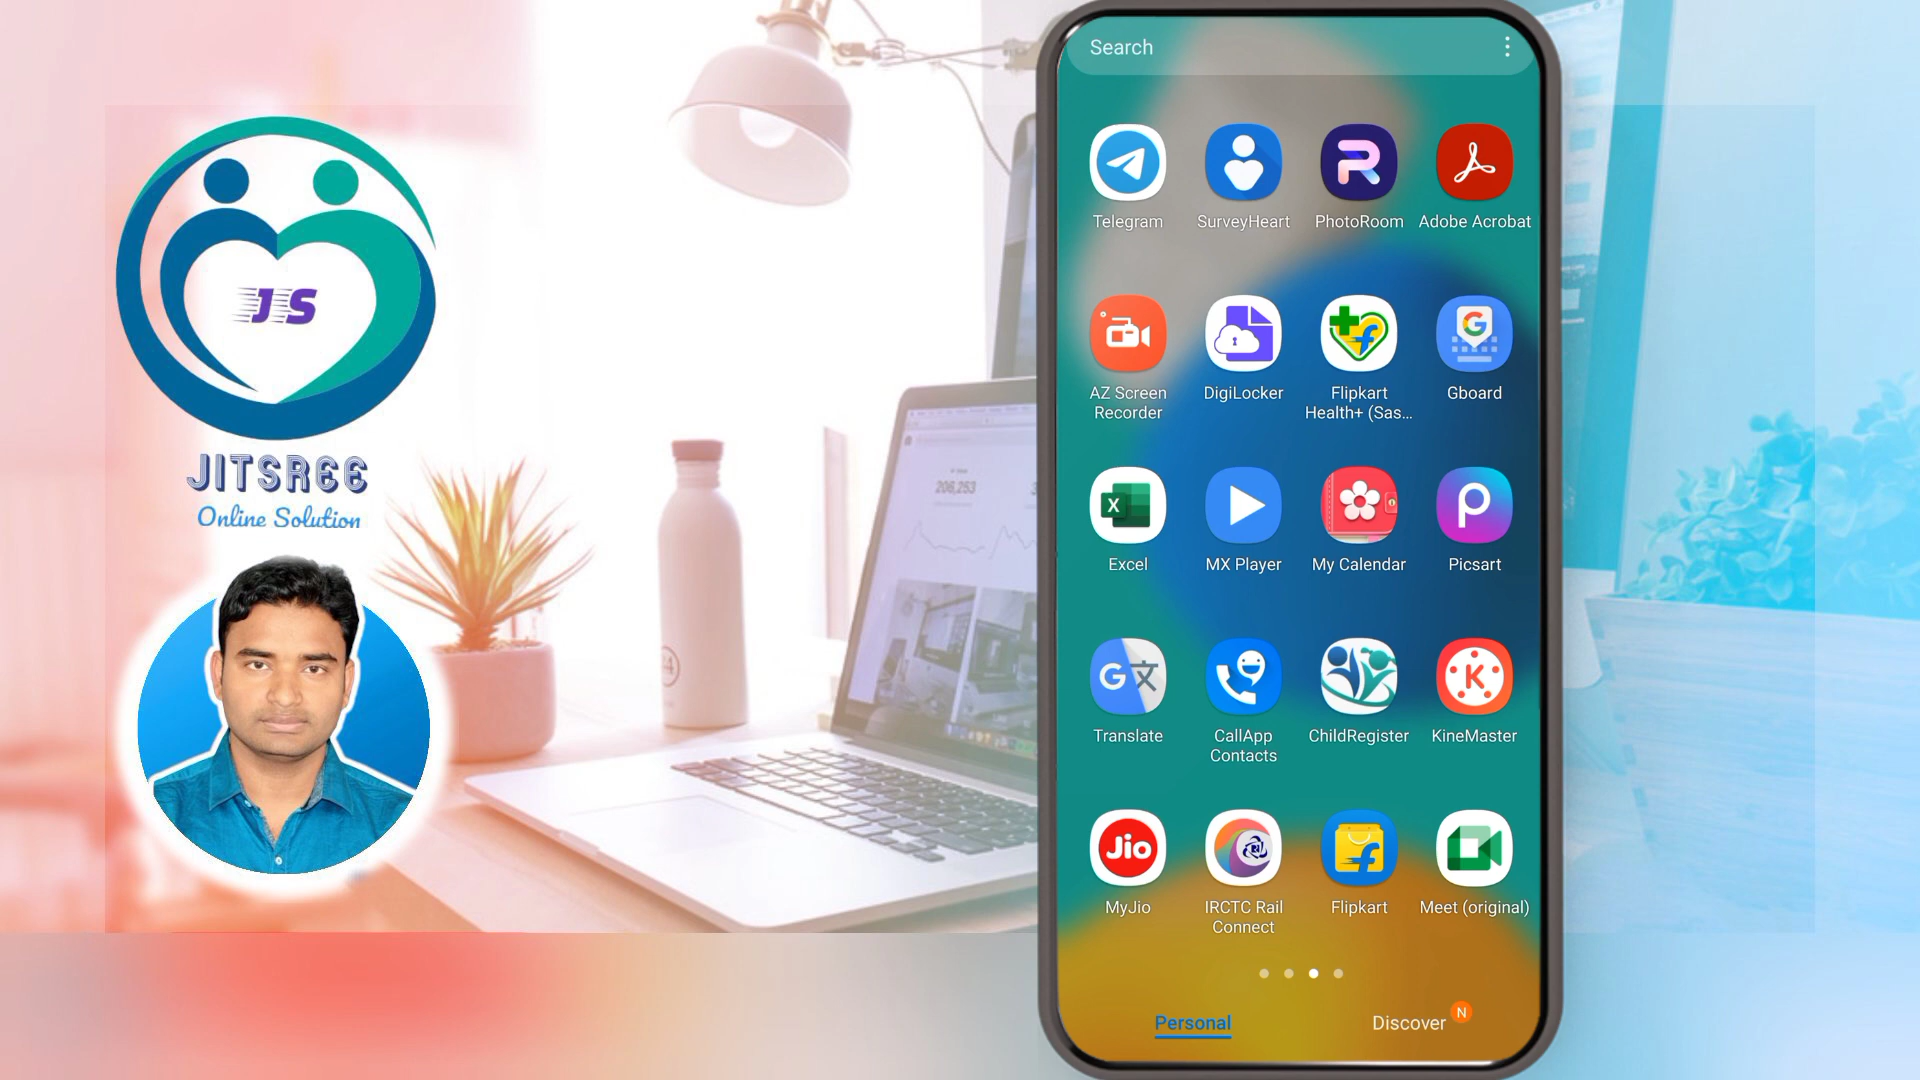 JS
JITSREE
Online Solution
206,253
Search
Telegram
SurveyHeart
PhotoRoom
Adobe Acrobat
AZ Screen
Recorder
DigiLocker
Flipkart
Health+ (Sas...
Gboard
Excel
MX Player
My Calendar
Picsart
Translate
CallApp
Contacts
ChildRegister
KineMaster
Jio
MyJio
IRCTC Rail
Connect
Flipkart
Meet (original)
Personal
Discover
N